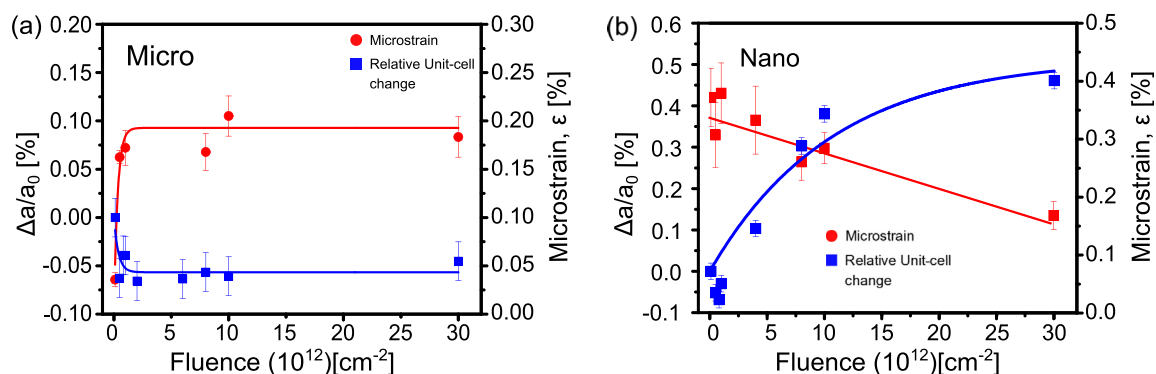 (a)
Micro
Microstrain
Relative Unit-cell
change
0.20
0.15
0.10
0.05
0.00
-0.05
-0.10
Δa/a0 [%]
0.30
0.25
0.20
0.15
0.10
0.05
0.00
Microstrain, ε [%]
0 5 10 15 20 25 30
Fluence (10^12)[cm^-2]
(b)
Nano
Microstrain
Relative Unit-cell
change
0.6
0.5
0.4
0.3
0.2
0.1
0.0
-0.1
Δa/a0 [%]
0.5
0.4
0.3
0.2
0.1
0.0
Microstrain, ε [%]
0 5 10 15 20 25 30
Fluence (10^12)[cm^-2]